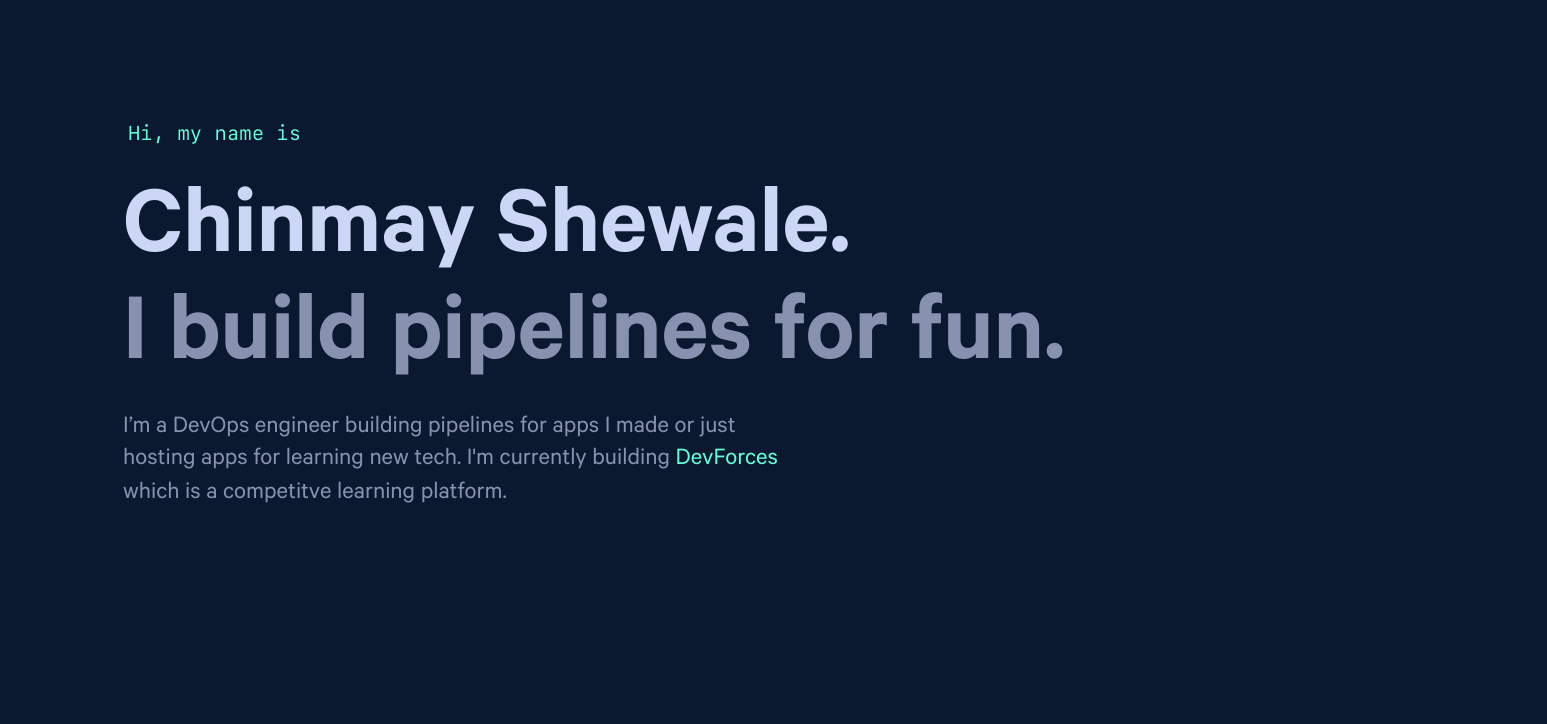 Hi, my name is
Chinmay Shewale.
I build pipelines for fun.
I’m a DevOps engineer building pipelines for apps I made or just
hosting apps for learning new tech. I'm currently building DevForces
which is a competitve learning platform.